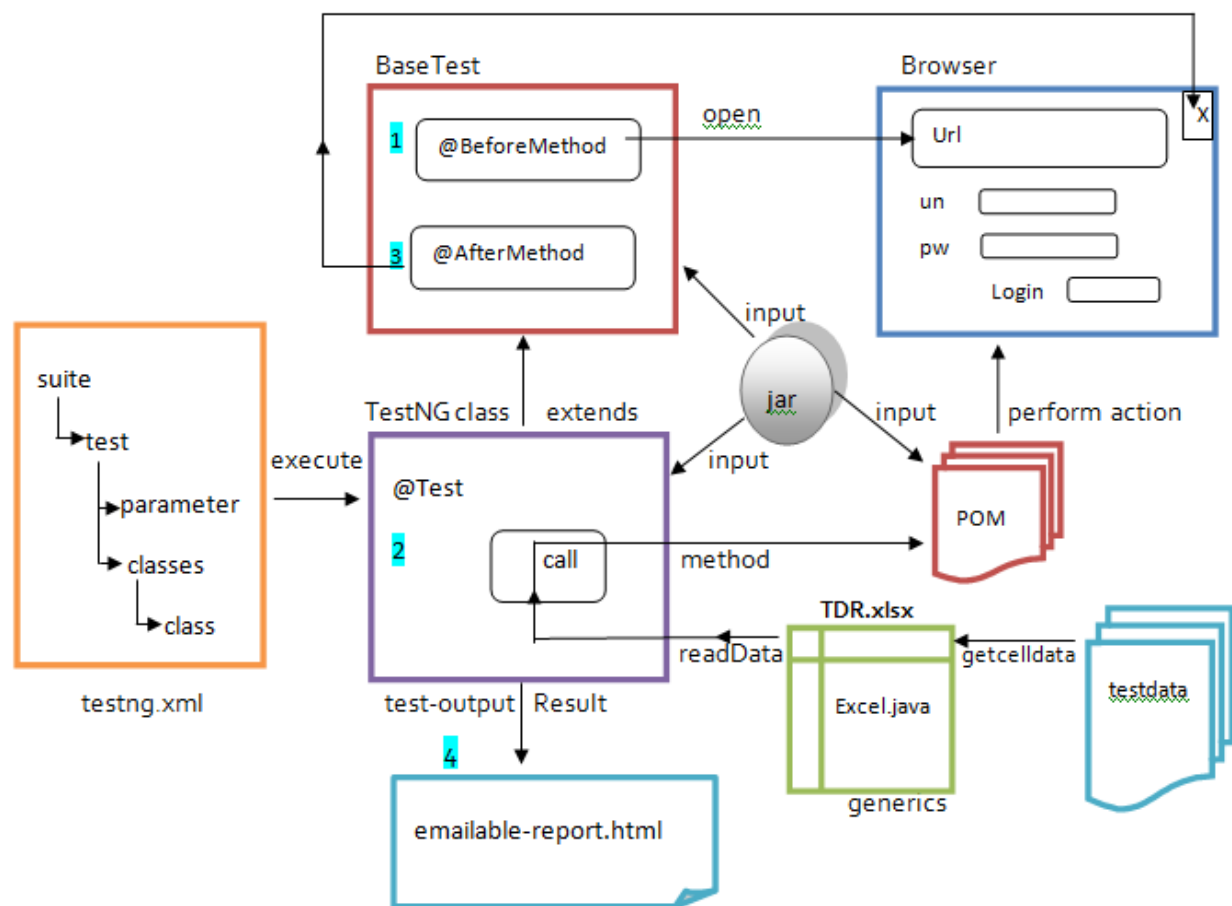 BaseTest
Browser
1
@BeforeMethod
open
Url
X
un
pw
3
@AfterMethod
Login
input
suite
test
parameter
classes
class
testng.xml
execute
TestNG class
extends
jar
input
input
perform action
@Test
2
call
method
POM
TDR.xlsx
readData
getcelldata
Excel.java
testdata
generics
test-output
Result
4
emailable-report.html